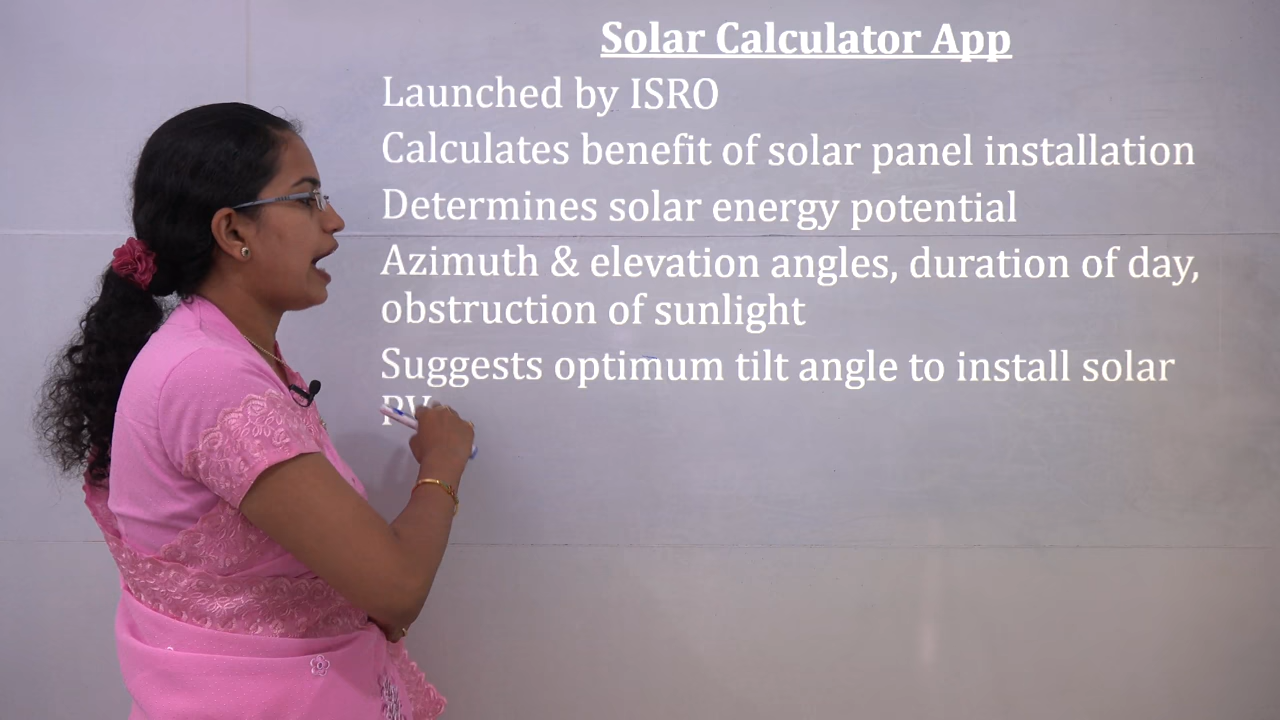 Solar Calculator App
Launched by ISRO
Calculates benefit of solar panel installation
Determines solar energy potential
Azimuth & elevation angles, duration of day,
obstruction of sunlight
Suggests optimum tilt angle to install solar
PV